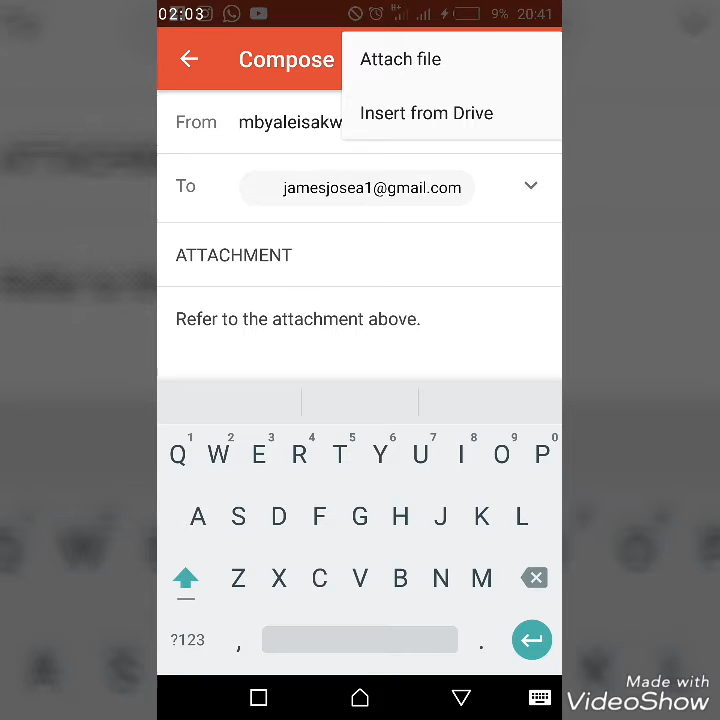 02:03
H+
9% 20:41
Compose
Attach file
Insert from Drive
From mbyaleisakw
To jamesjosea1@gmail.com
ATTACHMENT
Refer to the attachment above.
1 2 3 4 5 6 7 8 9 0
Q W E R T Y U I O P
A S D F G H J K L
Z X C V B N M
?123 , .
Made with
VideoShow